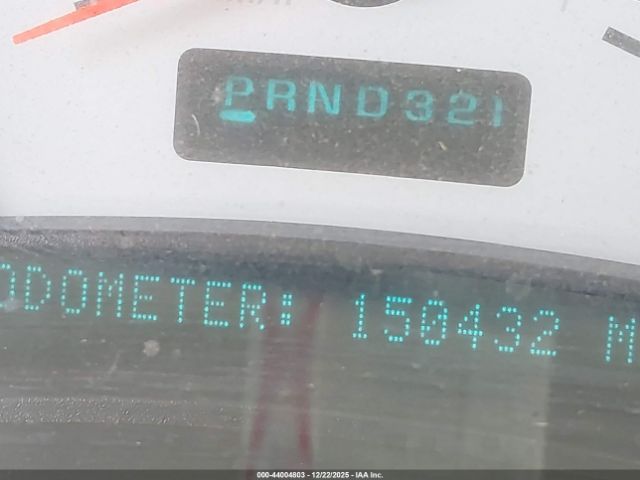 PRND321
ODOMETER: 150432 M
000-44004803 - 12/22/2025 - IAA Inc.